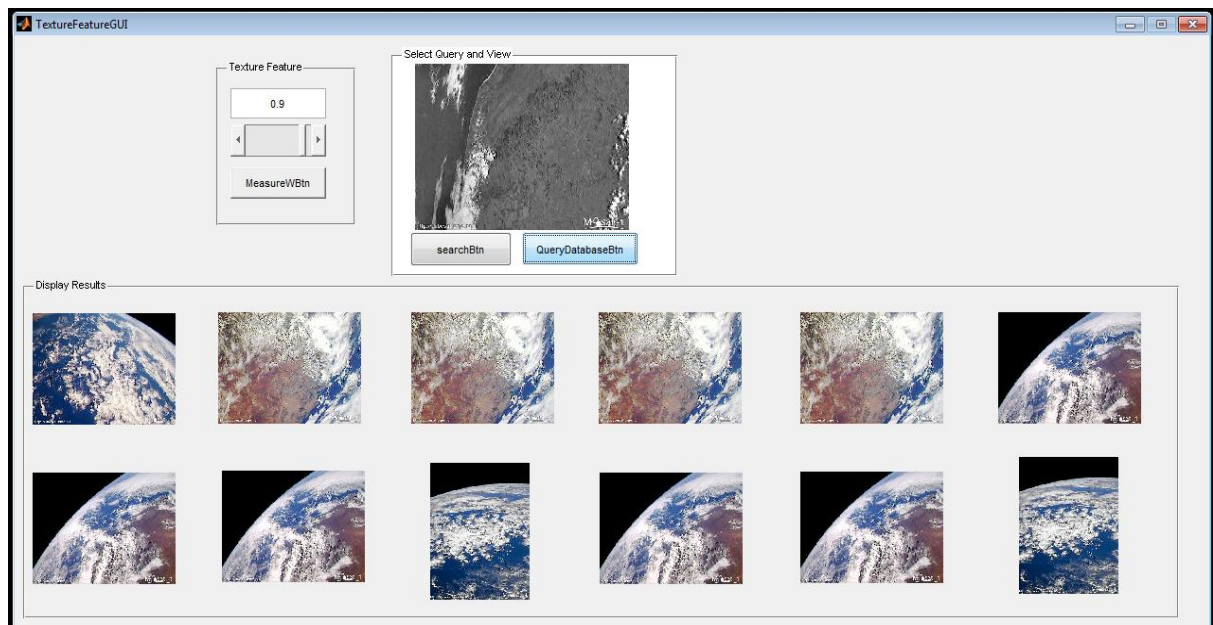 TextureFeatureGUI
Texture Feature
0.9
MeasureWBtn
Select Query and View
searchBtn
QueryDatabaseBtn
Display Results